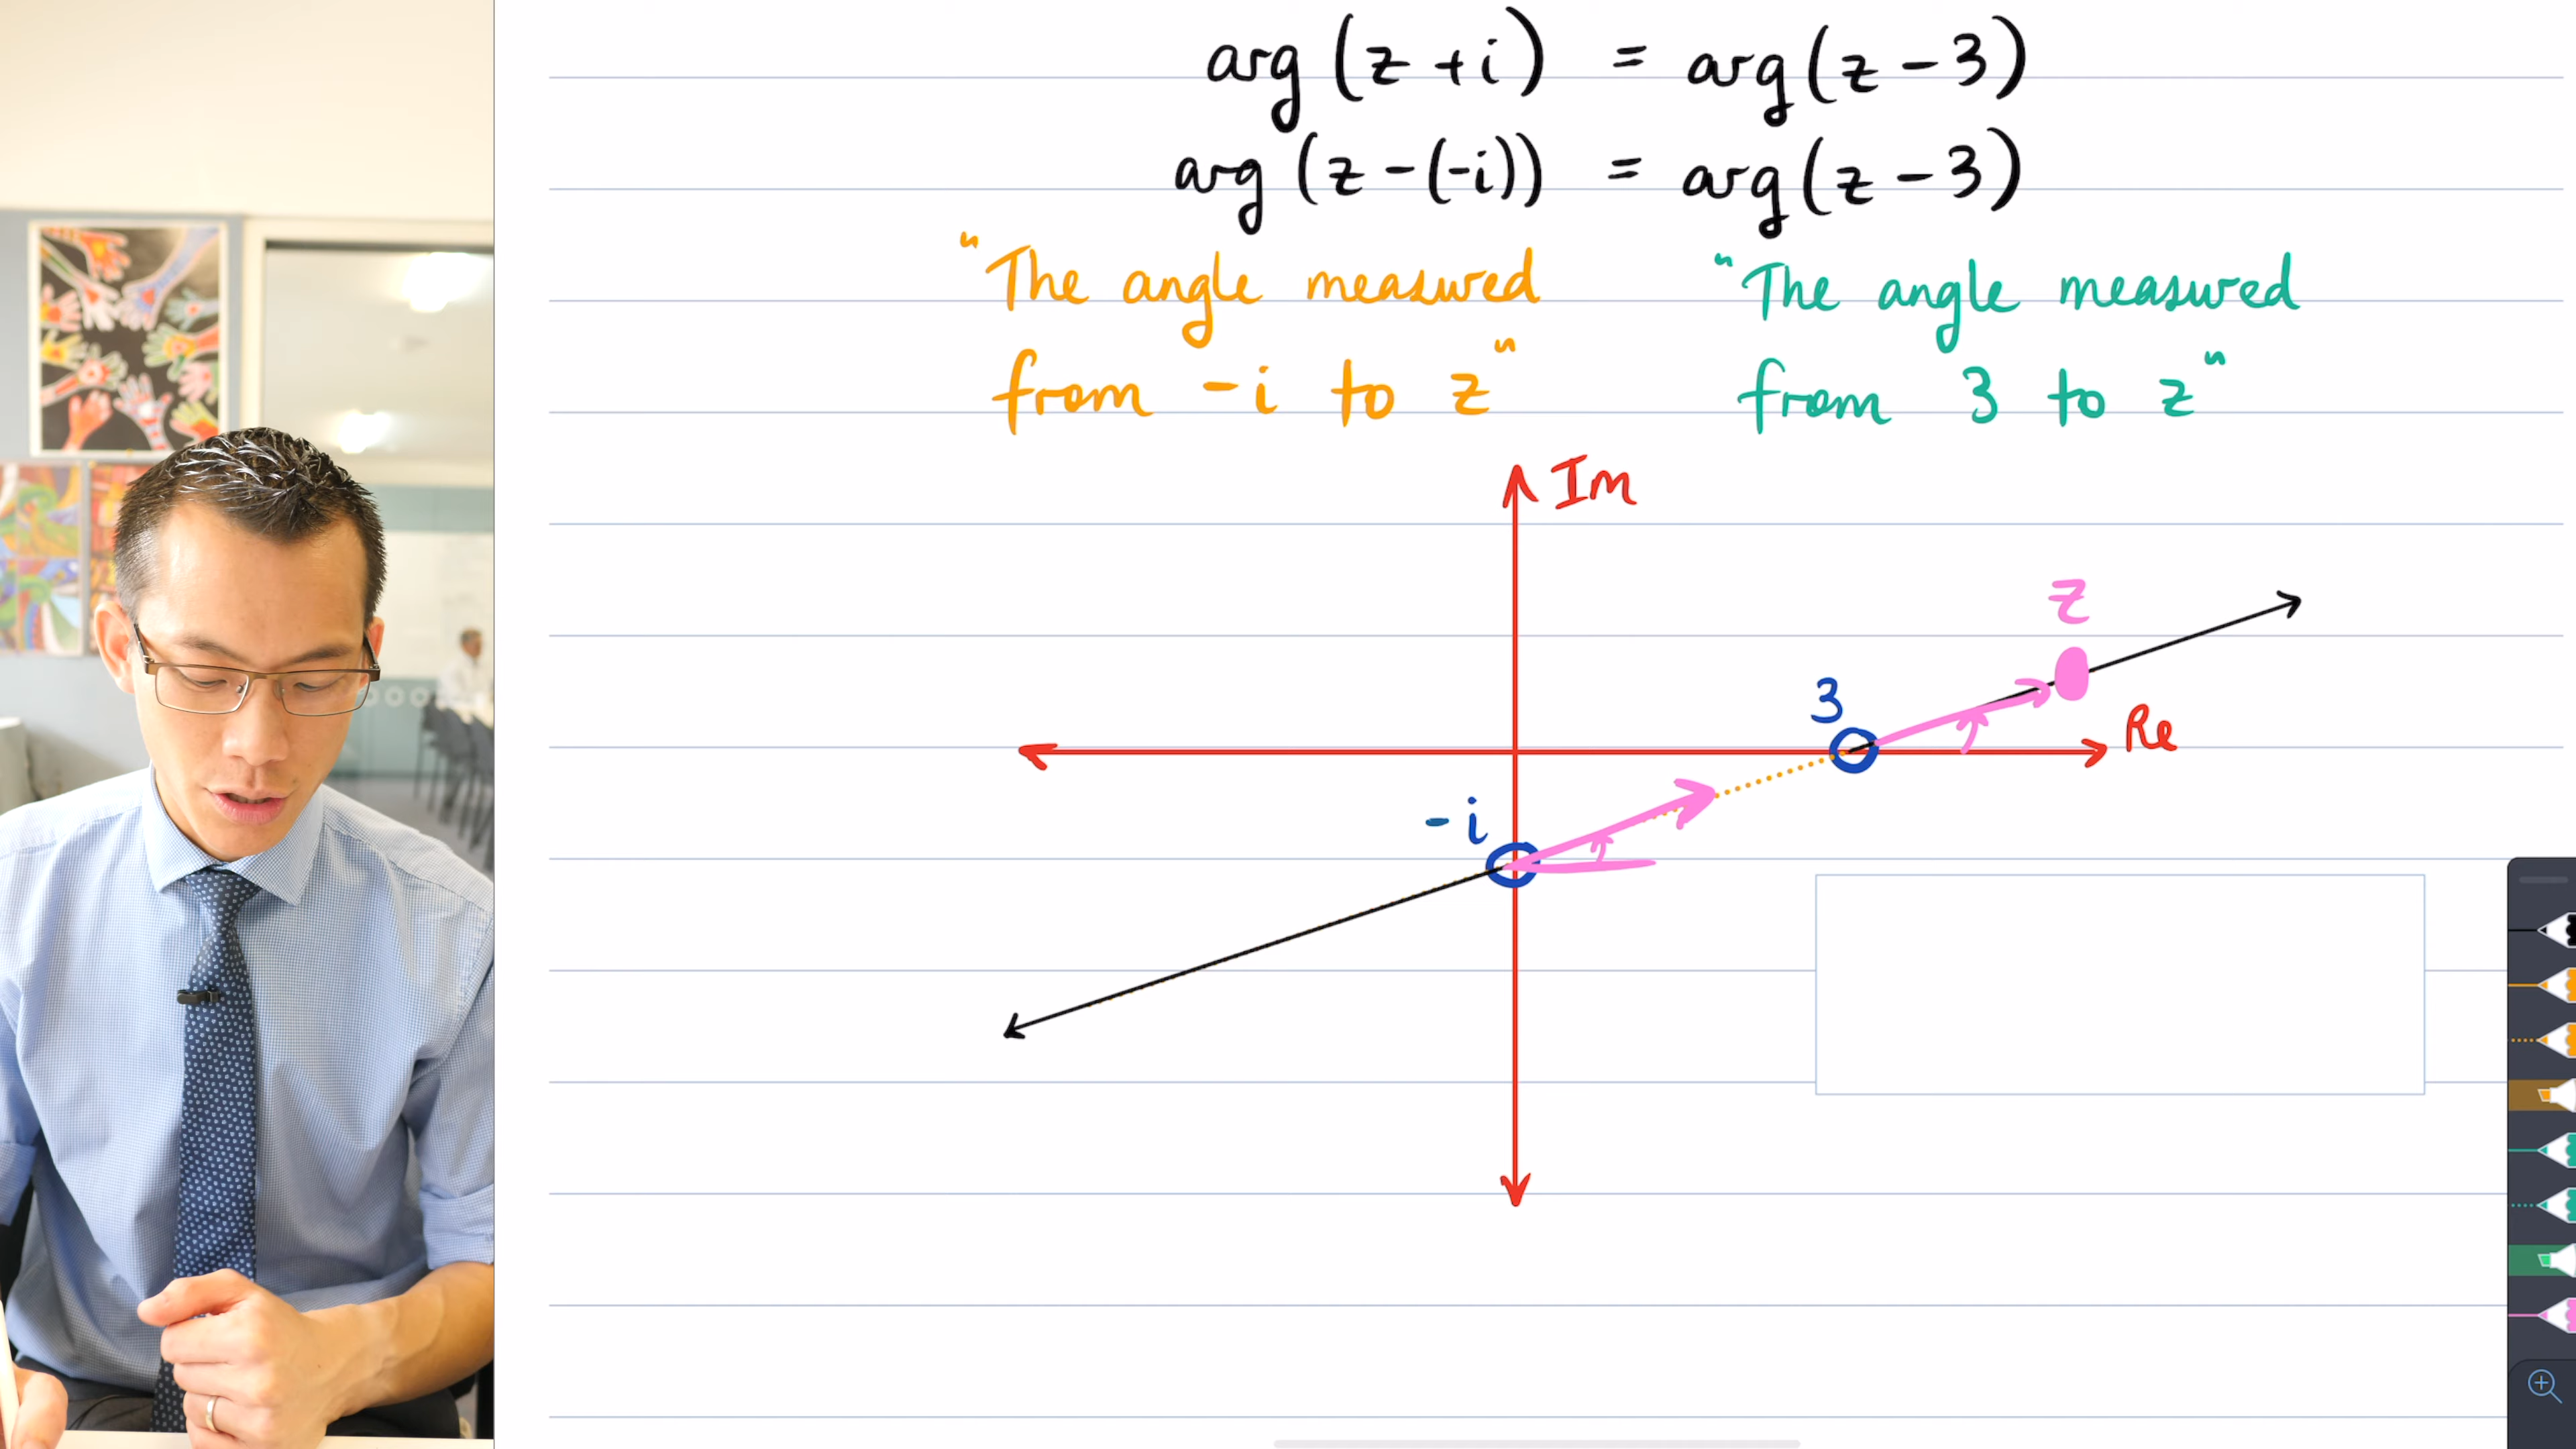 arg (z + i) = arg (z - 3)
arg (z - (-i)) = arg (z - 3)
"The angle measured
from -i to z"
"The angle measured
from 3 to z"
Im
z
3
Re
-i